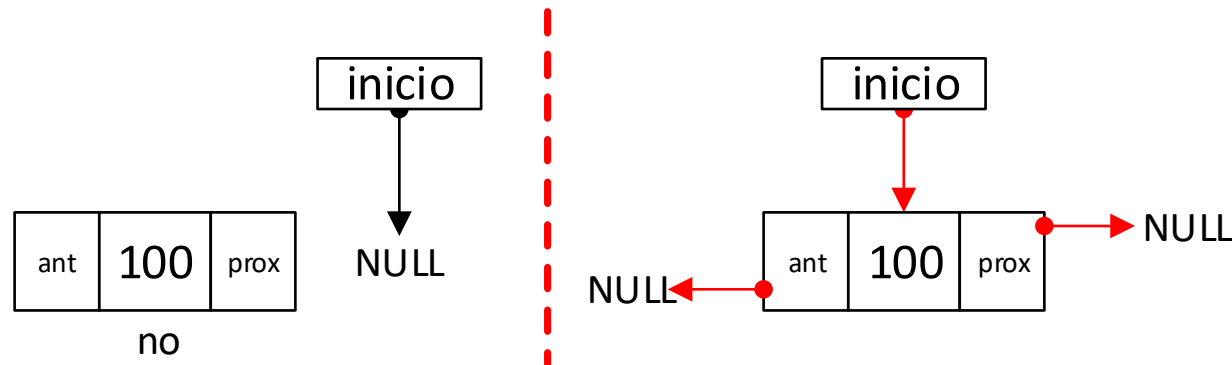 inicio
ant 100 prox
NULL
no
inicio
ant 100 prox
NULL
NULL